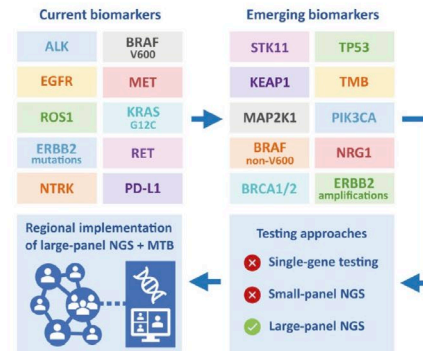 Current biomarkers
ALK
BRAF
V600
EGFR
MET
ROS1
KRAS
G12C
ERBB2
mutations
RET
NTRK
PD-L1
Emerging biomarkers
STK11
TP53
KEAP1
TMB
MAP2K1
PIK3CA
BRAF
non-V600
NRG1
BRCA1/2
ERBB2
amplifications
Regional implementation
of large-panel NGS + MTB
Testing approaches
Single-gene testing
Small-panel NGS
Large-panel NGS